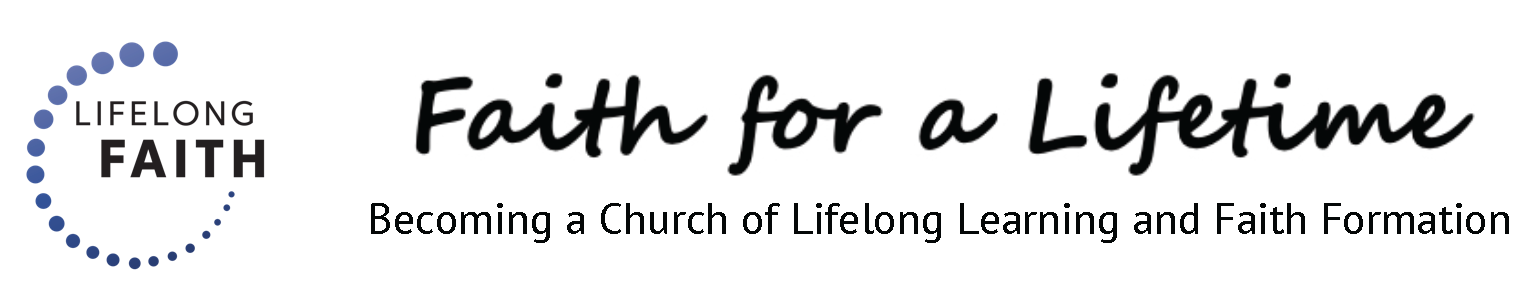 LIFELONG
FAITH
Faith for a Lifetime
Becoming a Church of Lifelong Learning and Faith Formation